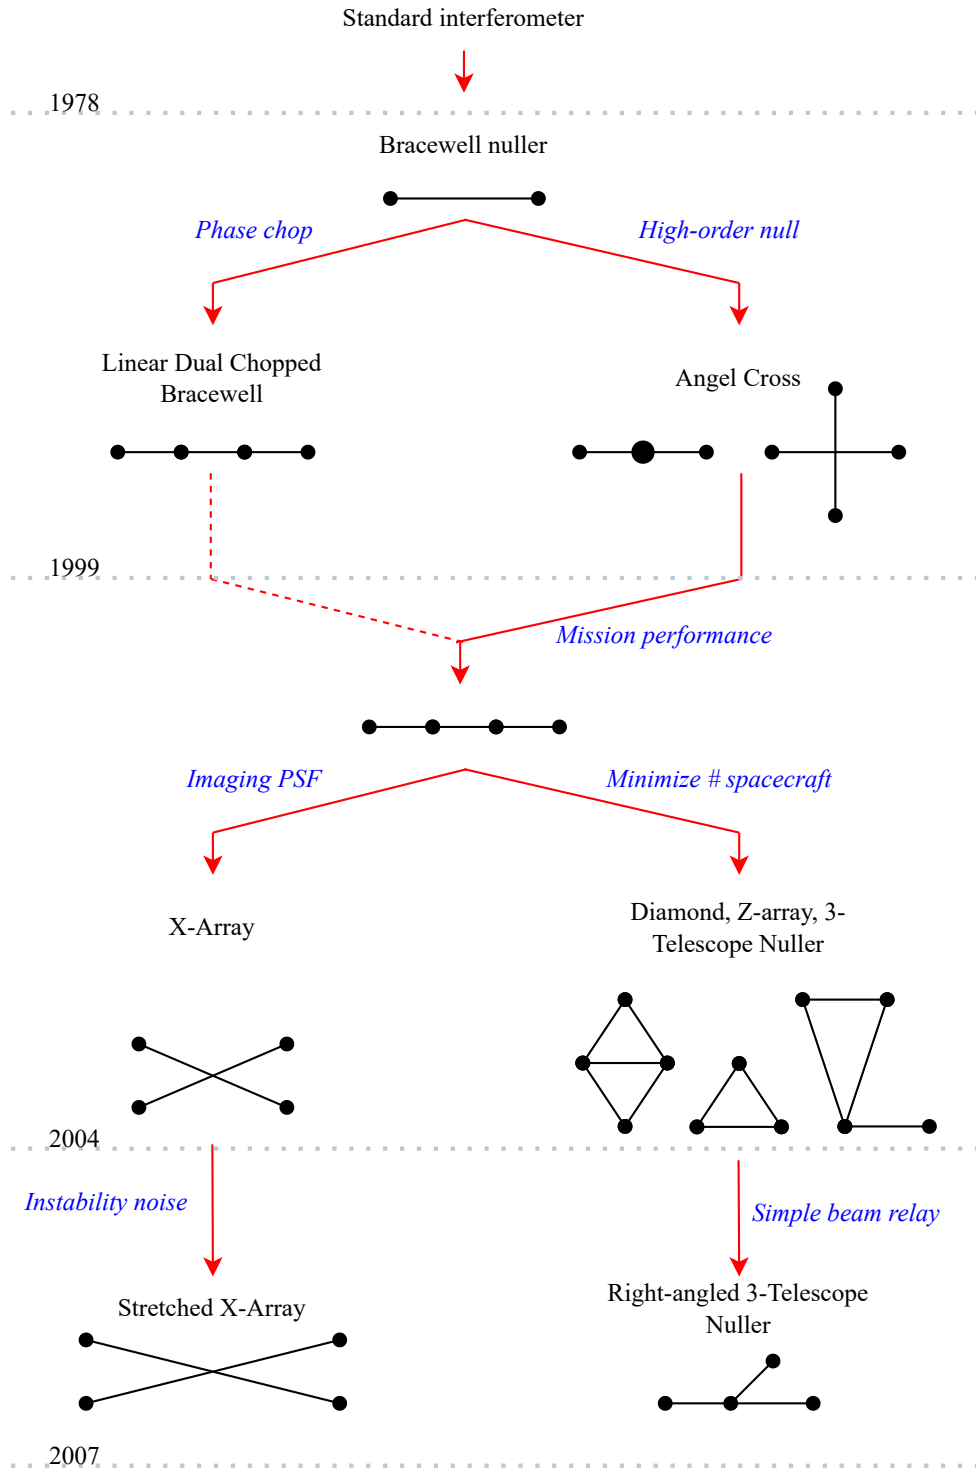 Standard interferometer
1978
Bracewell nuller
Phase chop
High-order null
Linear Dual Chopped
Bracewell
Angel Cross
1999
Mission performance
Imaging PSF
Minimize # spacecraft
X-Array
Diamond, Z-array, 3-
Telescope Nuller
2004
Instability noise
Simple beam relay
Stretched X-Array
Right-angled 3-Telescope
Nuller
2007